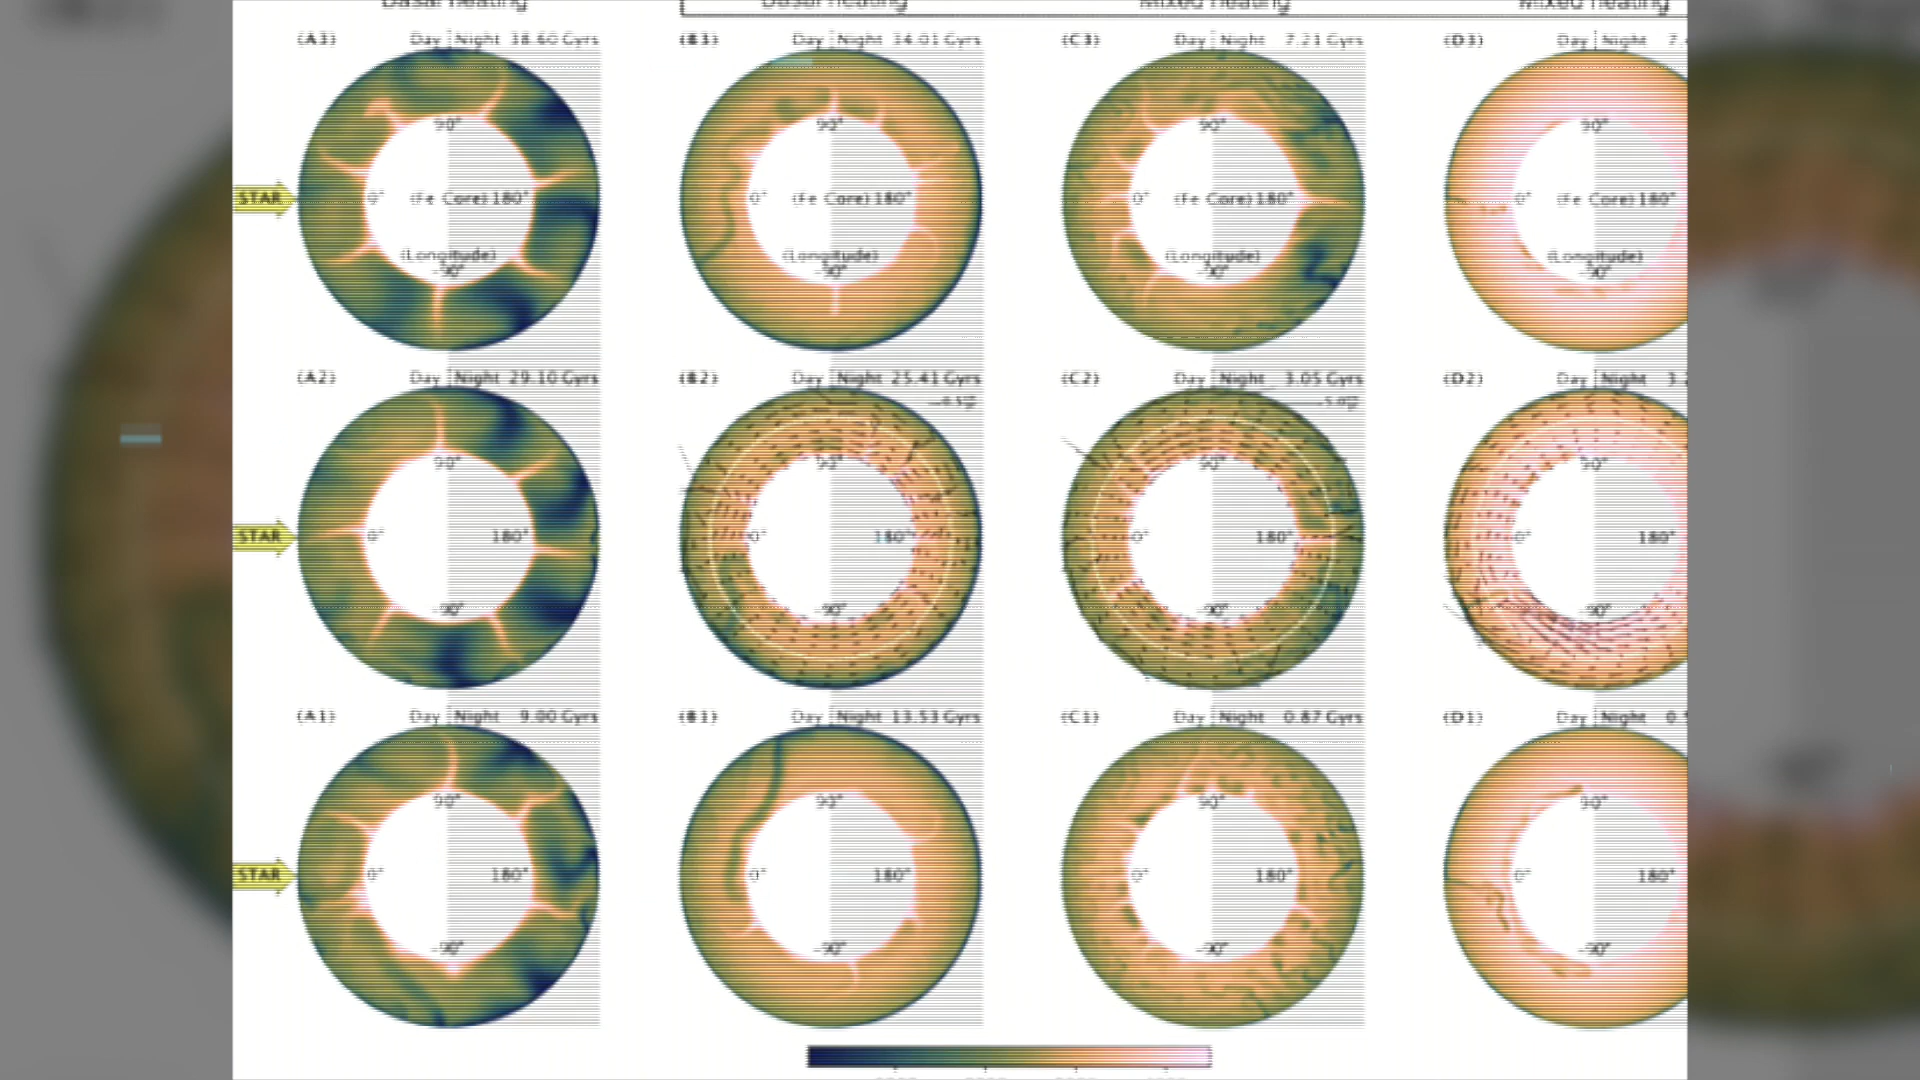 Basal heating Basal heating Mixed heating Mixed heating
(A3) Day Night 38.60 Gyrs (B3) Day Night 34.01 Gyrs (C3) Day Night 7.21 Gyrs (D3) Day Night 7.
90° 90° 90° 90°
STAR 0° (Fe Core) 180° 0° (Fe Core) 180° 0° (Fe Core) 180° 0° (Fe Core) 180°
(Longitude) (Longitude) (Longitude) (Longitude)
-90° -90° -90° -90°
(A2) Day Night 29.10 Gyrs (B2) Day Night 25.41 Gyrs (C2) Day Night 3.05 Gyrs (D2) Day Night 3.
90° 90° 90° 90°
STAR 0° 180° 0° 180° 0° 180° 0° 180°
-90° -90° -90° -90°
(A1) Day Night 9.00 Gyrs (B1) Day Night 13.53 Gyrs (C1) Day Night 0.87 Gyrs (D1) Day Night 0.
90° 90° 90° 90°
STAR 0° 180° 0° 180° 0° 180° 0° 180°
-90° -90° -90° -90°